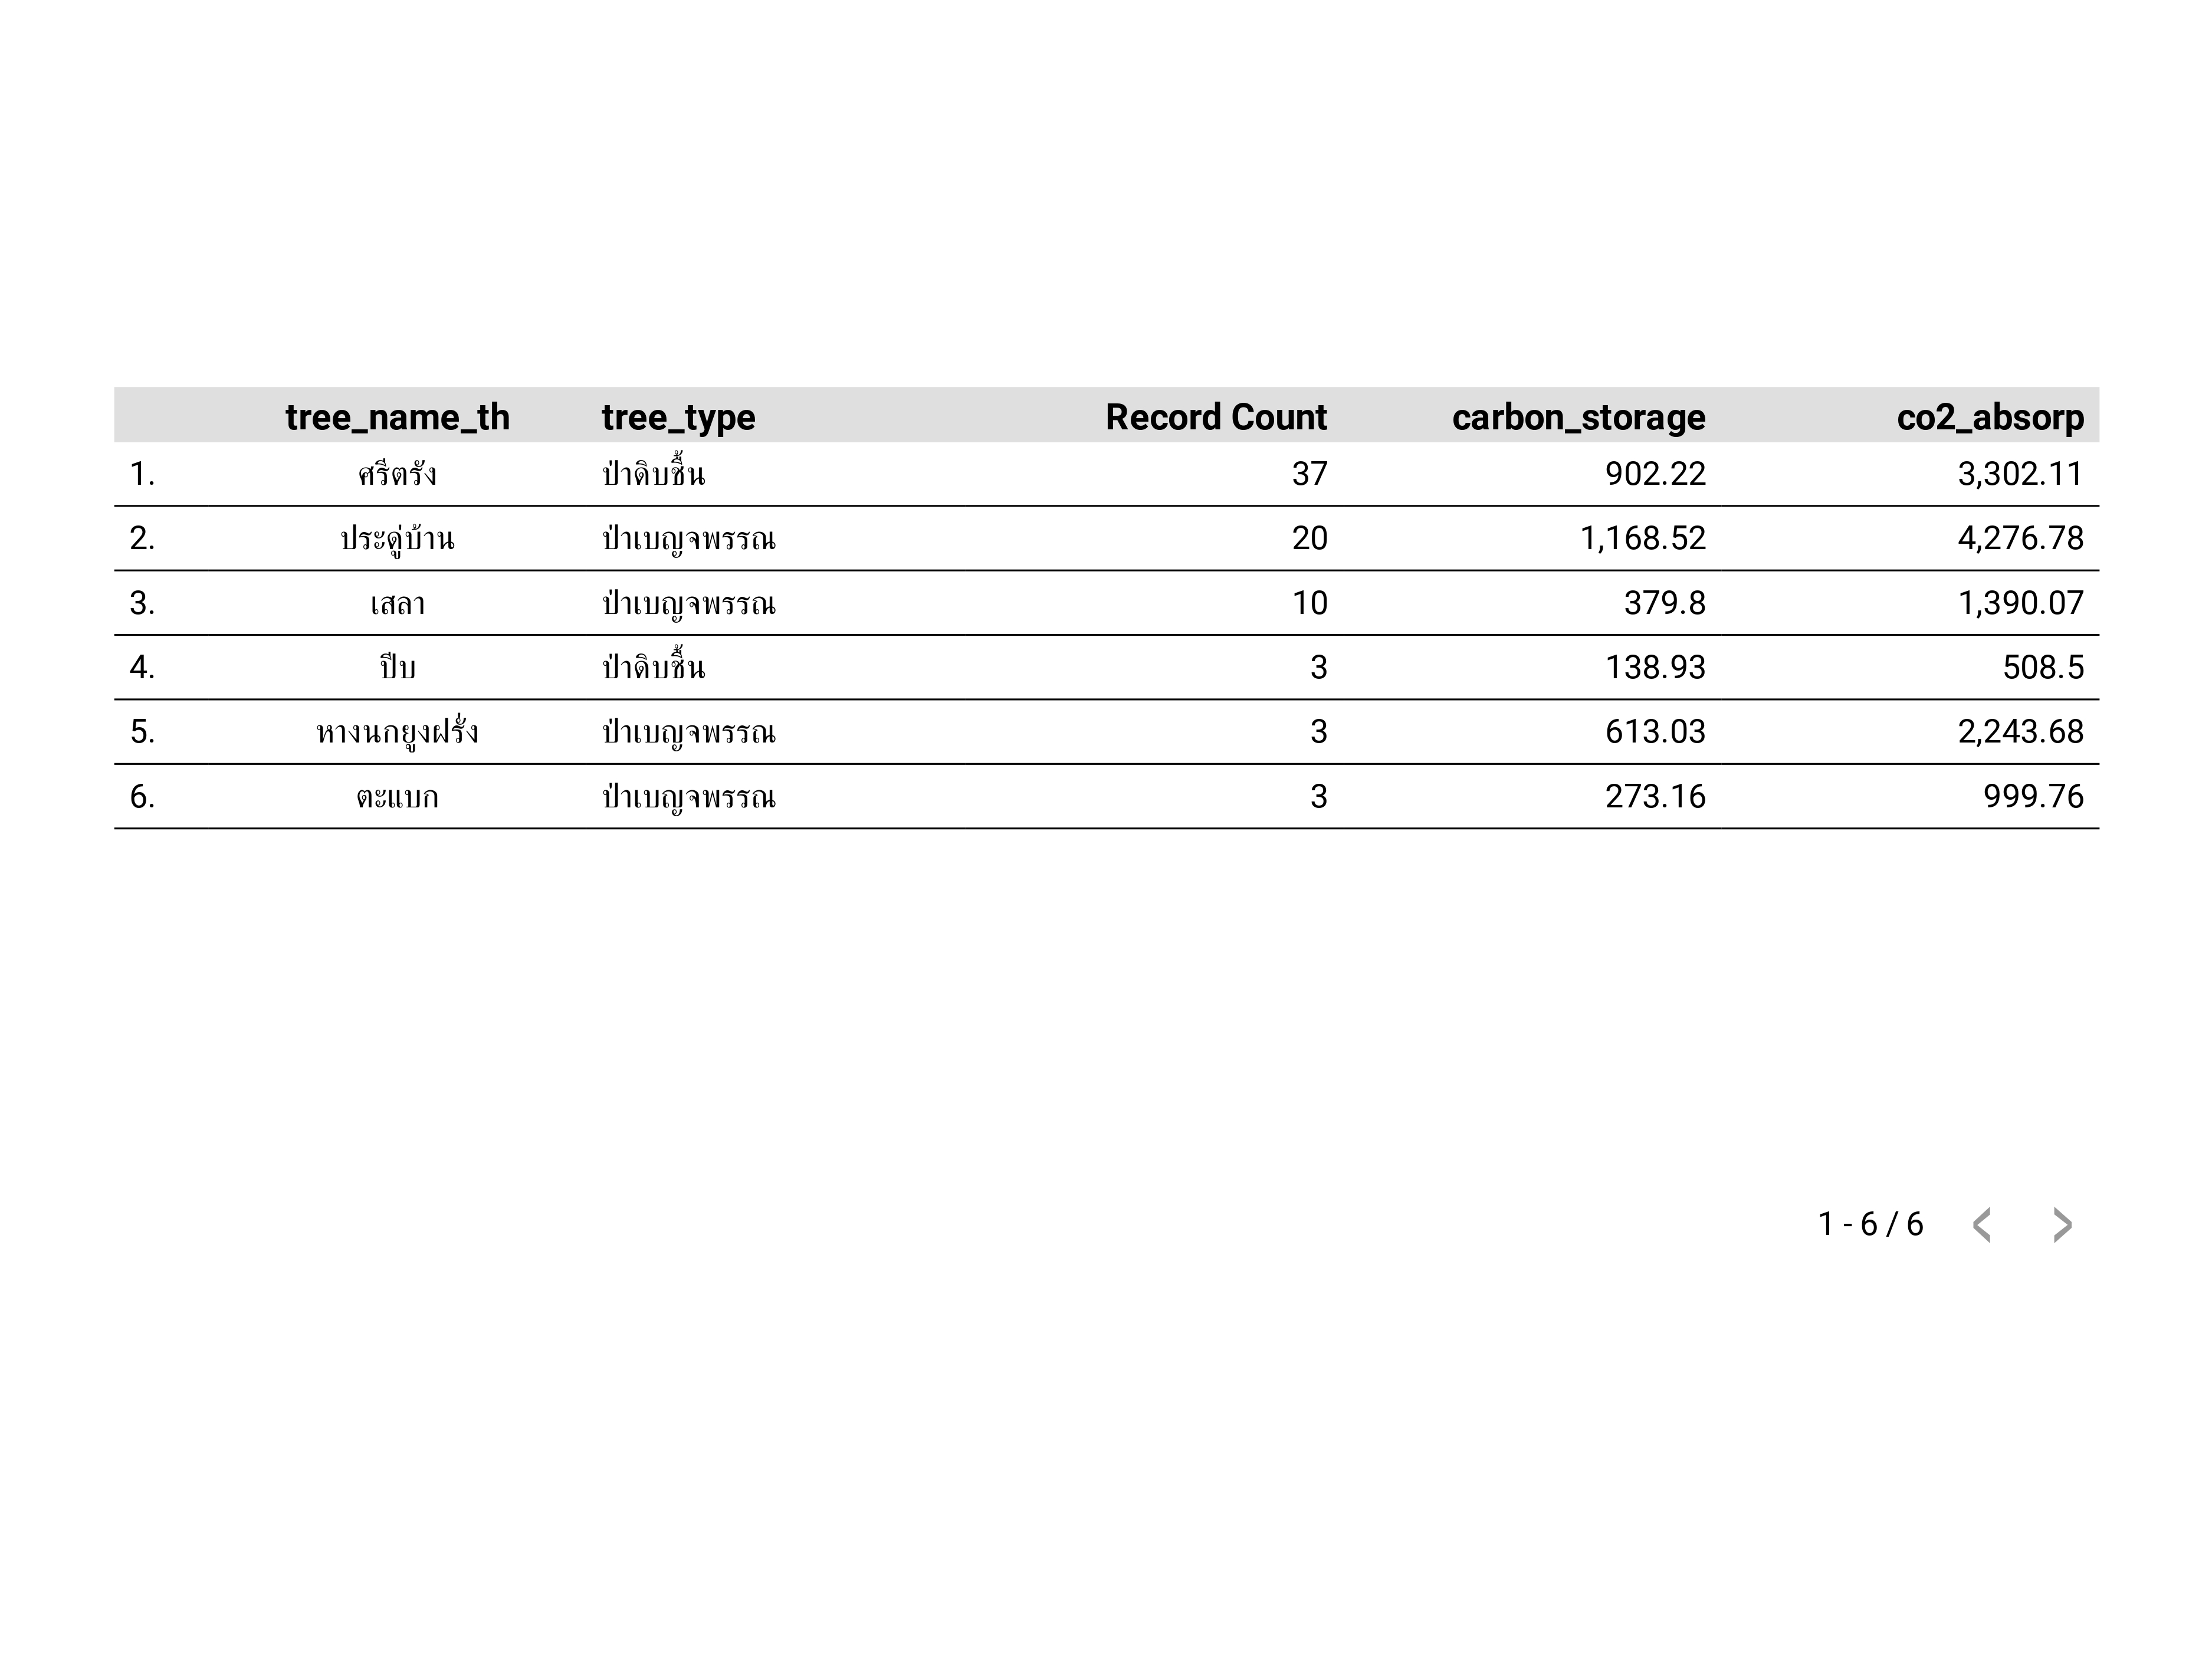 tree_name_th tree_type Record Count carbon_storage co2_absorp
1. ศรีตรัง ป่าดิบชื้น 37 902.22 3,302.11
2. ประดู่บ้าน ป่าเบญจพรรณ 20 1,168.52 4,276.78
3. เสลา ป่าเบญจพรรณ 10 379.8 1,390.07
4. ปีบ ป่าดิบชื้น 3 138.93 508.5
5. หางนกยูงฝรั่ง ป่าเบญจพรรณ 3 613.03 2,243.68
6. ตะแบก ป่าเบญจพรรณ 3 273.16 999.76
1 - 6 / 6